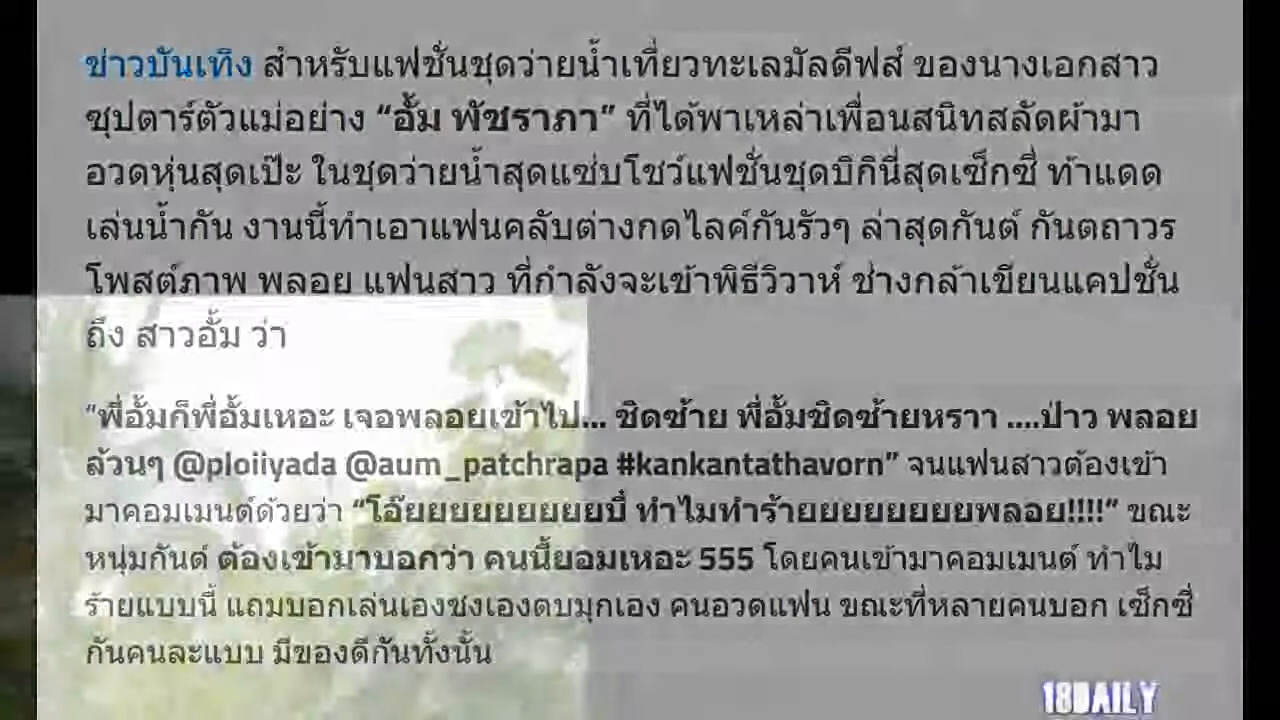 ข่าวบันเทิง สำหรับแฟชั่นชุดว่ายน้ำเที่ยวทะเลมัลดีฟส์ ของนางเอกสาว
ซุปตาร์ตัวแม่อย่าง “อั้ม พัชราภา” ที่ได้พาเหล่าเพื่อนสนิทสลัดผ้ามา
อวดหุ่นสุดเป๊ะ ในชุดว่ายน้ำสุดแซ่บโชว์แฟชั่นชุดบิกินี่สุดเซ็กซี่ ท้าแดด
เล่นน้ำกัน งานนี้ทำเอาแฟนคลับต่างกดไลค์กันรัวๆ ล่าสุดกันต์ กันตถาวร
โพสต์ภาพ พลอย แฟนสาว ที่กำลังจะเข้าพิธีวิวาห์ ช่างกล้าเขียนแคปชั่น
ถึง สาวอั้ม ว่า
“พี่อั้มก็พี่อั้มเหอะ เจอพลอยเข้าไป... ชิดซ้าย พี่อั้มชิดซ้ายหราา ....ป่าว พลอย
ล้วนๆ @ploiiyada @aum_patchrapa #kankantathavorn” จนแฟนสาวต้องเข้า
มาคอมเมนต์ด้วยว่า “โอ๊ยยยยยยยยยบี๋ ทำไมทำร้ายยยยยยยยพลอย!!!!” ขณะ
หนุ่มกันต์ ต้องเข้ามาบอกว่า คนนี้ยอมเหอะ 555 โดยคนเข้ามาคอมเมนต์ ทำไม
ร้ายแบบนี้ แถมบอกเล่นเองชงเองตบมุกเอง คนอวดแฟน ขณะที่หลายคนบอก เซ็กซี่
กันคนละแบบ มีของดีกันทั้งนั้น
18DAILY